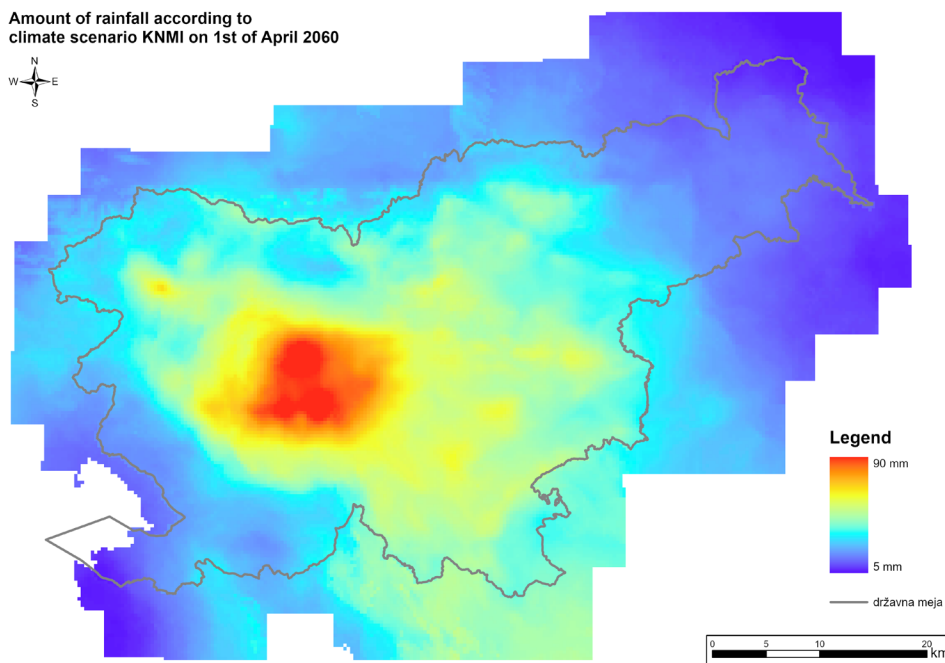 Amount of rainfall according to
climate scenario KNMI on 1st of April 2060
N
W E
S
Legend
90 mm
5 mm
državna meja
0 5 10 20
km